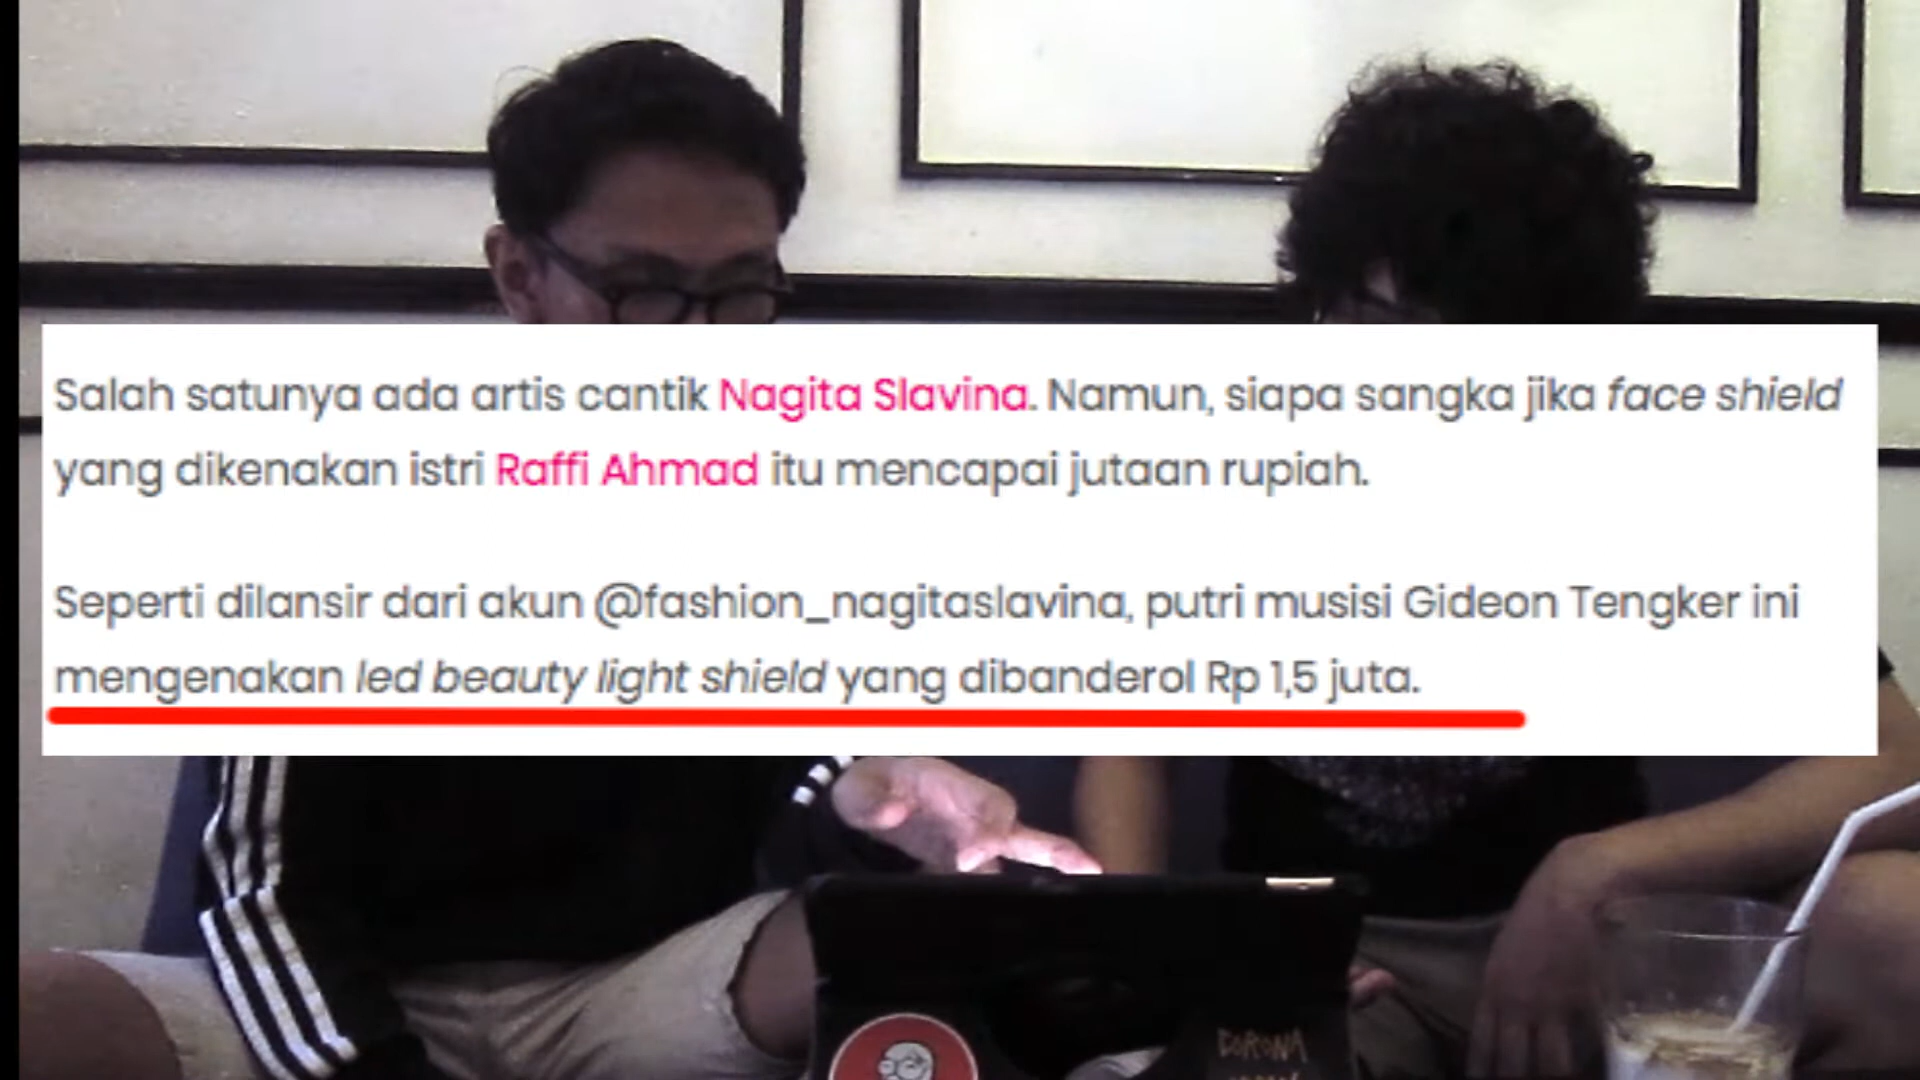 Salah satunya ada artis cantik Nagita Slavina. Namun, siapa sangka jika face shield
yang dikenakan istri Raffi Ahmad itu mencapai jutaan rupiah.
Seperti dilansir dari akun @fashion_nagitaslavina, putri musisi Gideon Tengker ini
mengenakan led beauty light shield yang dibanderol Rp 1,5 juta.
CORONA